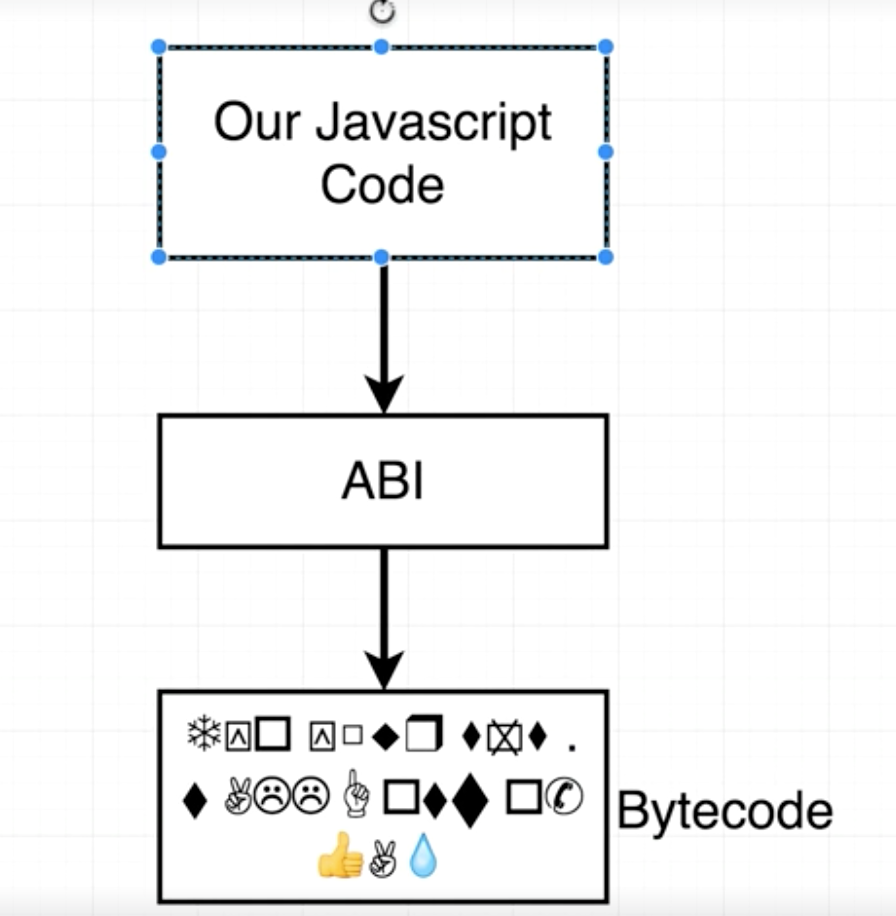 Our Javascript
Code
ABI
❄⍓◻ ⍓▫◆❒ ⬧☒⬧ .
⬧ ✌☹☹ ☝◻⬧♦ ◻✆
👍✌💧
Bytecode